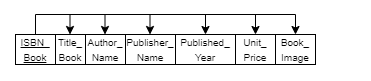 ISBN_ Title_ Author_ Publisher_ Published_ Unit_ Book_
Book Book Name Name Year Price Image